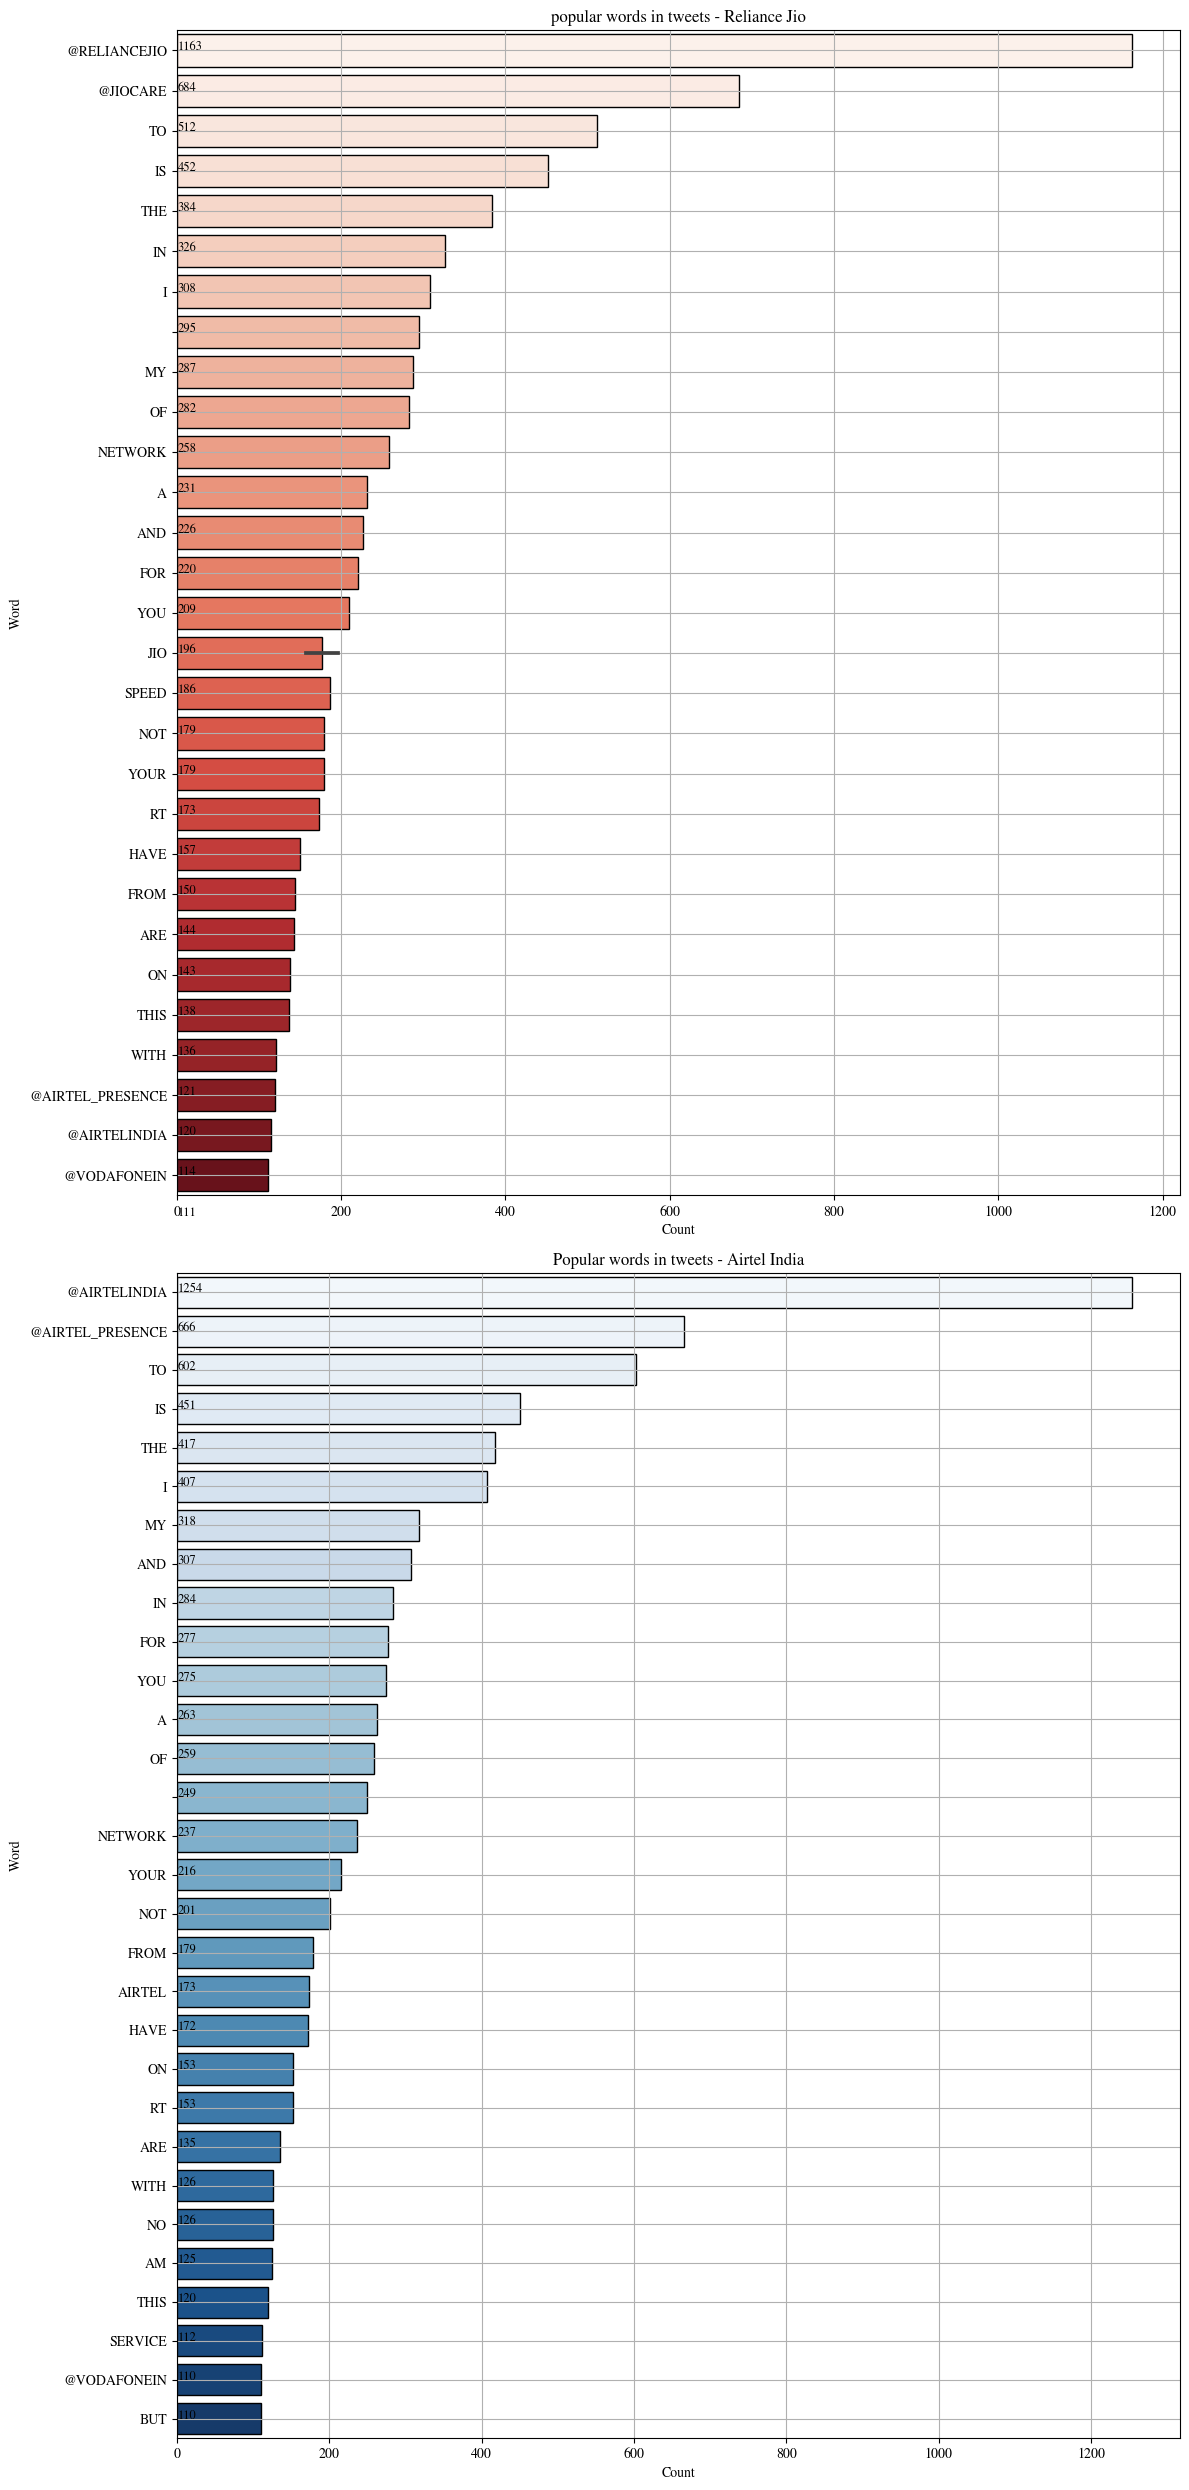 popular words in tweets - Reliance Jio
@RELIANCEJIO 1163
@JIOCARE 684
TO 512
IS 452
THE 384
IN 326
I 308
295
MY 287
OF 282
NETWORK 258
A 231
AND 226
FOR 220
YOU 209
JIO 196
SPEED 186
NOT 179
YOUR 179
RT 173
HAVE 157
FROM 150
ARE 144
ON 143
THIS 138
WITH 136
@AIRTEL_PRESENCE 121
@AIRTELINDIA 120
@VODAFONEIN 114
Word
0 111 200 400 600 800 1000 1200
Count
Popular words in tweets - Airtel India
@AIRTELINDIA 1254
@AIRTEL_PRESENCE 666
TO 602
IS 451
THE 417
I 407
MY 318
AND 307
IN 284
FOR 277
YOU 275
A 263
OF 259
249
NETWORK 237
YOUR 216
NOT 201
FROM 179
AIRTEL 173
HAVE 172
ON 153
RT 153
ARE 135
WITH 126
NO 126
AM 125
THIS 120
SERVICE 112
@VODAFONEIN 110
BUT 110
Word
0 200 400 600 800 1000 1200
Count